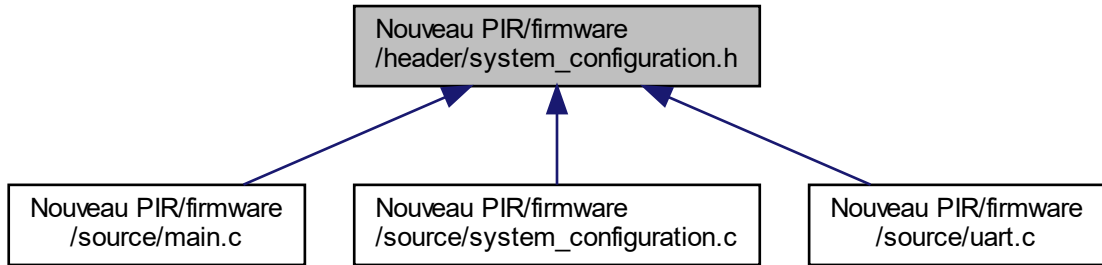 Nouveau PIR/firmware
/header/system_configuration.h
Nouveau PIR/firmware
/source/main.c
Nouveau PIR/firmware
/source/system_configuration.c
Nouveau PIR/firmware
/source/uart.c